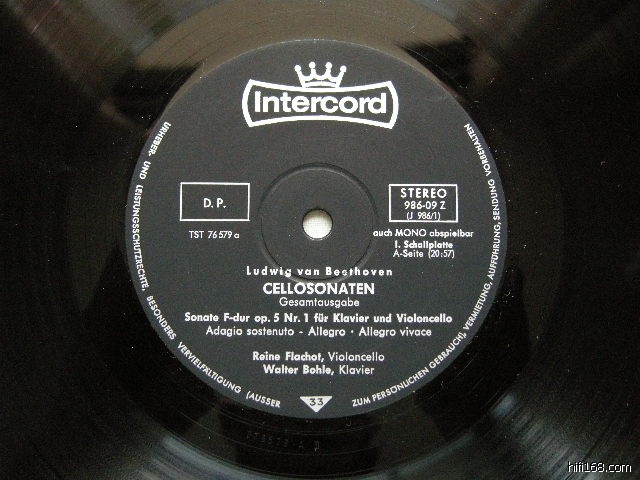 Intercord
D. P.
TST 76579 a
STEREO
986-09 Z
(J 986/1)
auch MONO abspielbar
I. Schallplatte
A-Seite (20:57)
Ludwig van Beethoven
CELLOSONATEN
Gesamtausgabe
Sonate F-dur op. 5 Nr. 1 für Klavier und Violoncello
Adagio sostenuto - Allegro · Allegro vivace
Reine Flachot, Violoncello
Walter Bohle, Klavier
33
URHEBER- UND LEISTUNGSSCHUTZRECHTE, BESONDERS VERVIELFÄLTIGUNG (AUSSER ZUM PERSÖNLICHEN GEBRAUCH), VERMIETUNG, AUFFÜHRUNG, SENDUNG VORBEHALTEN
hifi168.com